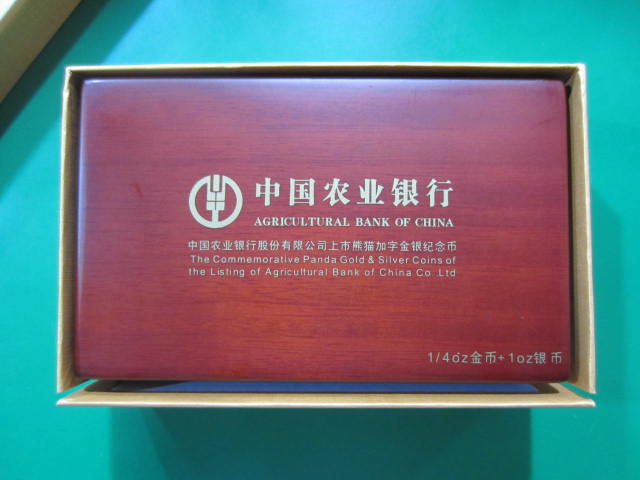 中国农业银行
AGRICULTURAL BANK OF CHINA
中国农业银行股份有限公司上市熊猫加字金银纪念币
The Commemorative Panda Gold & Silver Coins of
the Listing of Agricultural Bank of China Co .Ltd
1/4oz金币+1oz银币